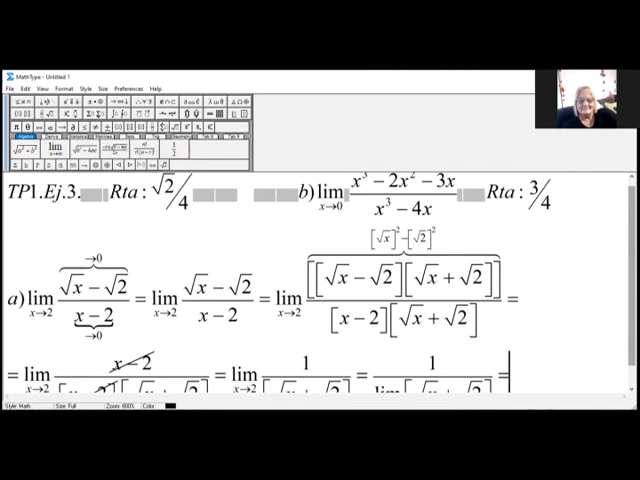 MathType - Untitled 1
File Edit View Format Style Size Preferences Help
TP1.Ej.3. Rta : √2/4 b) lim x→0 (x³ − 2x² − 3x)/(x³ − 4x) Rta : 3/4
[√x]² − [√2]²
→0
a) lim x→2 (√x − √2)/(x − 2) = lim x→2 (√x − √2)/(x − 2) = lim x→2 [[√x − √2][√x + √2]]/([x − 2][√x + √2]) =
→0
= lim x→2 (x − 2)/([x − 2][√x + √2]) = lim x→2 1/([√x + √2]) = 1/(lim [√x + √2]) =
Style: Math Size: Full Zoom: 800% Color: